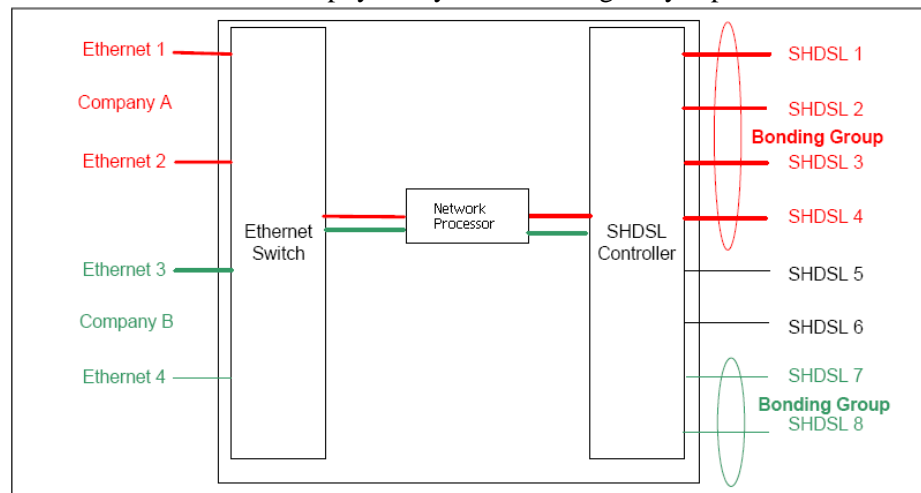 Ethernet 1
Company A
Ethernet 2
Ethernet 3
Company B
Ethernet 4
Ethernet
Switch
Network
Processor
SHDSL
Controller
SHDSL 1
SHDSL 2
Bonding Group
SHDSL 3
SHDSL 4
SHDSL 5
SHDSL 6
SHDSL 7
Bonding Group
SHDSL 8